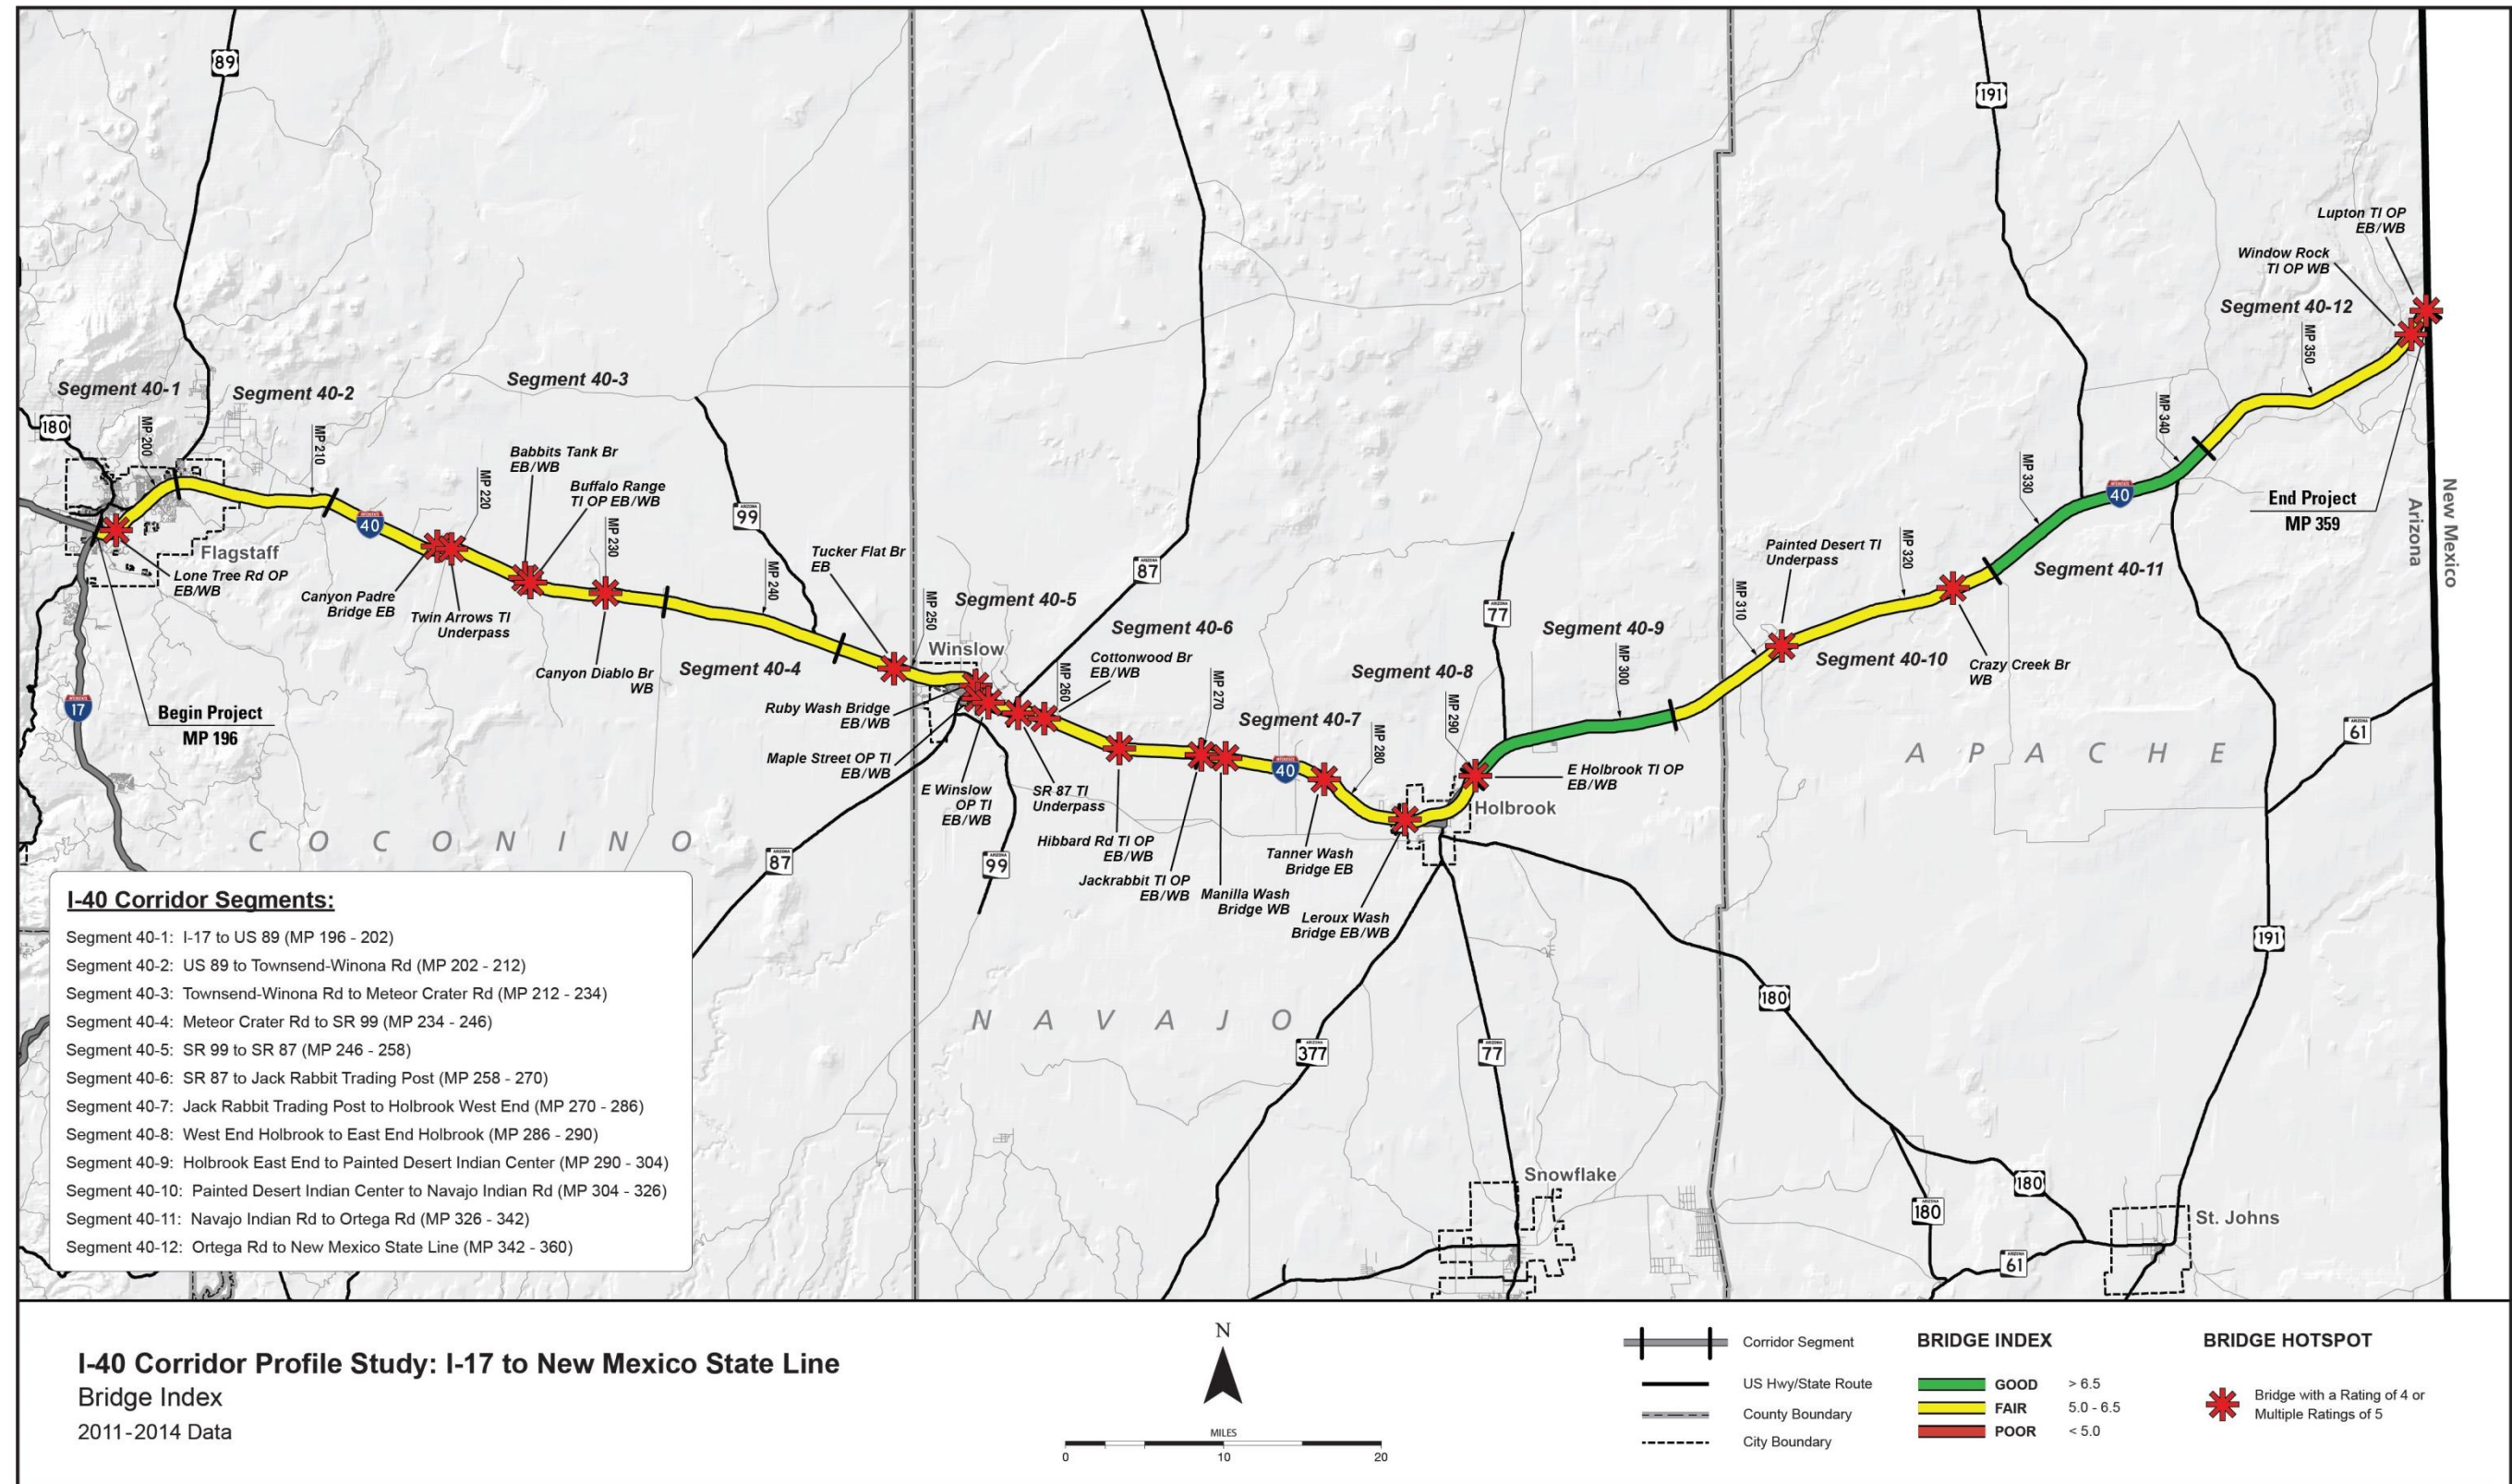 89
191
Lupton TI OP
EB/WB
Window Rock
TI OP WB
Segment 40-12
MP 350
Segment 40-1
Segment 40-2
Segment 40-3
180
MP 200
MP 210
MP 220
Babbits Tank Br
EB/WB
Buffalo Range
TI OP EB/WB
MP 230
40
99
MP 240
Tucker Flat Br
EB
MP 250
Segment 40-5
Winslow
87
Segment 40-6
Cottonwood Br
EB/WB
MP 260
77
Segment 40-9
MP 300
Painted Desert TI
Underpass
MP 310
MP 320
MP 330
MP 340
40
End Project
MP 359
New Mexico
Arizona
Flagstaff
Lone Tree Rd OP
EB/WB
Canyon Padre
Bridge EB
Twin Arrows TI
Underpass
Canyon Diablo Br
WB
Segment 40-4
Segment 40-11
Segment 40-10
Crazy Creek Br
WB
17
Begin Project
MP 196
Ruby Wash Bridge
EB/WB
Maple Street OP TI
EB/WB
E Winslow
OP TI
EB/WB
SR 87 TI
Underpass
MP 270
Segment 40-7
40
MP 280
Segment 40-8
MP 290
E Holbrook TI OP
EB/WB
Holbrook
Hibbard Rd TI OP
EB/WB
Jackrabbit TI OP
EB/WB
Manilla Wash
Bridge WB
Tanner Wash
Bridge EB
Leroux Wash
Bridge EB/WB
61
APACHE
COCONINO
87
99
191
NAVAJO
377
77
180
Snowflake
180
180
61
St. Johns
I-40 Corridor Segments:
Segment 40-1: I-17 to US 89 (MP 196 - 202)
Segment 40-2: US 89 to Townsend-Winona Rd (MP 202 - 212)
Segment 40-3: Townsend-Winona Rd to Meteor Crater Rd (MP 212 - 234)
Segment 40-4: Meteor Crater Rd to SR 99 (MP 234 - 246)
Segment 40-5: SR 99 to SR 87 (MP 246 - 258)
Segment 40-6: SR 87 to Jack Rabbit Trading Post (MP 258 - 270)
Segment 40-7: Jack Rabbit Trading Post to Holbrook West End (MP 270 - 286)
Segment 40-8: West End Holbrook to East End Holbrook (MP 286 - 290)
Segment 40-9: Holbrook East End to Painted Desert Indian Center (MP 290 - 304)
Segment 40-10: Painted Desert Indian Center to Navajo Indian Rd (MP 304 - 326)
Segment 40-11: Navajo Indian Rd to Ortega Rd (MP 326 - 342)
Segment 40-12: Ortega Rd to New Mexico State Line (MP 342 - 360)
I-40 Corridor Profile Study: I-17 to New Mexico State Line
Bridge Index
2011-2014 Data
N
MILES
0 10 20
Corridor Segment
US Hwy/State Route
County Boundary
City Boundary
BRIDGE INDEX
GOOD > 6.5
FAIR 5.0 - 6.5
POOR < 5.0
BRIDGE HOTSPOT
Bridge with a Rating of 4 or
Multiple Ratings of 5